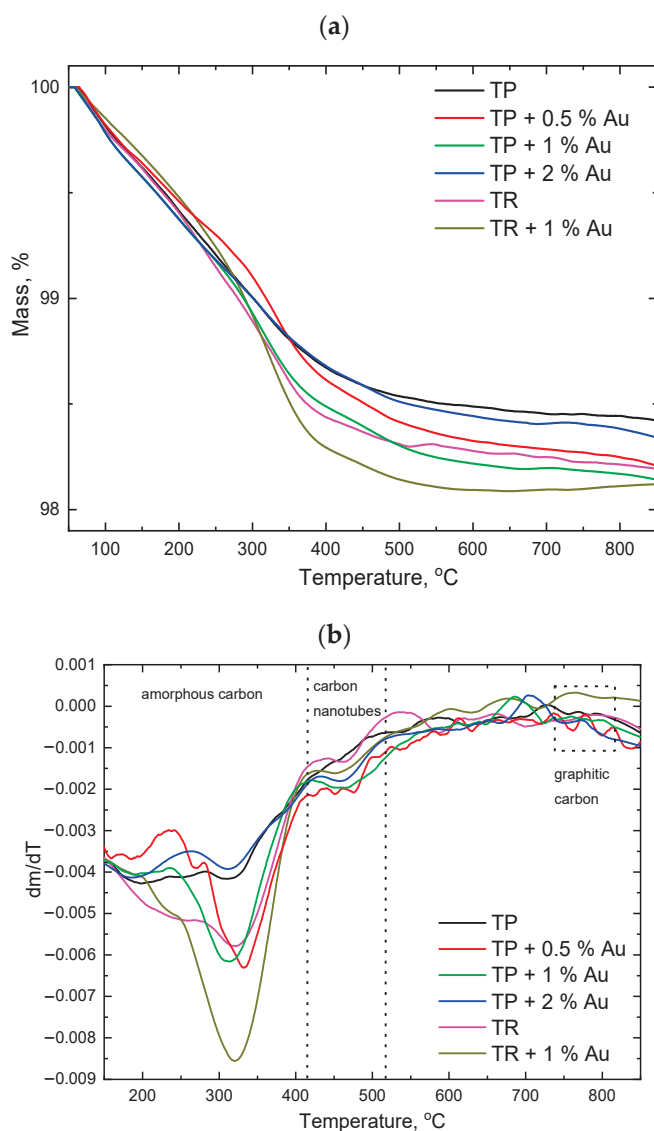 (a)
100
99
98
Mass, %
TP
TP + 0.5 % Au
TP + 1 % Au
TP + 2 % Au
TR
TR + 1 % Au
100 200 300 400 500 600 700 800
Temperature, °C
(b)
0.001
0.000
-0.001
-0.002
-0.003
-0.004
-0.005
-0.006
-0.007
-0.008
-0.009
dm/dT
amorphous carbon
carbon
nanotubes
graphitic
carbon
TP
TP + 0.5 % Au
TP + 1 % Au
TP + 2 % Au
TR
TR + 1 % Au
200 300 400 500 600 700 800
Temperature, °C